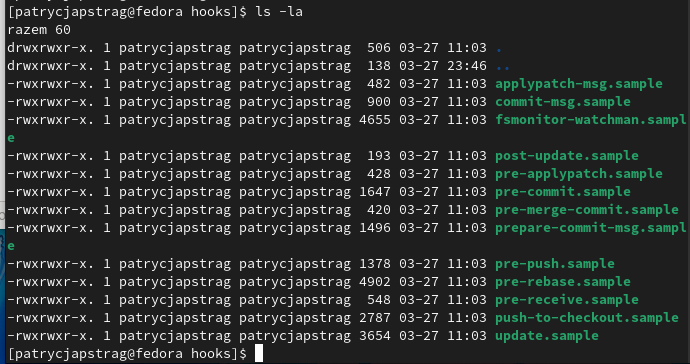 [patrycjapstrag@fedora hooks]$ ls -la
razem 60
drwxrwxr-x. 1 patrycjapstrag patrycjapstrag  506 03-27 11:03 .
drwxrwxr-x. 1 patrycjapstrag patrycjapstrag  138 03-27 23:46 ..
-rwxrwxr-x. 1 patrycjapstrag patrycjapstrag  482 03-27 11:03 applypatch-msg.sample
-rwxrwxr-x. 1 patrycjapstrag patrycjapstrag  900 03-27 11:03 commit-msg.sample
-rwxrwxr-x. 1 patrycjapstrag patrycjapstrag 4655 03-27 11:03 fsmonitor-watchman.sampl
e
-rwxrwxr-x. 1 patrycjapstrag patrycjapstrag  193 03-27 11:03 post-update.sample
-rwxrwxr-x. 1 patrycjapstrag patrycjapstrag  428 03-27 11:03 pre-applypatch.sample
-rwxrwxr-x. 1 patrycjapstrag patrycjapstrag 1647 03-27 11:03 pre-commit.sample
-rwxrwxr-x. 1 patrycjapstrag patrycjapstrag  420 03-27 11:03 pre-merge-commit.sample
-rwxrwxr-x. 1 patrycjapstrag patrycjapstrag 1496 03-27 11:03 prepare-commit-msg.sampl
e
-rwxrwxr-x. 1 patrycjapstrag patrycjapstrag 1378 03-27 11:03 pre-push.sample
-rwxrwxr-x. 1 patrycjapstrag patrycjapstrag 4902 03-27 11:03 pre-rebase.sample
-rwxrwxr-x. 1 patrycjapstrag patrycjapstrag  548 03-27 11:03 pre-receive.sample
-rwxrwxr-x. 1 patrycjapstrag patrycjapstrag 2787 03-27 11:03 push-to-checkout.sample
-rwxrwxr-x. 1 patrycjapstrag patrycjapstrag 3654 03-27 11:03 update.sample
[patrycjapstrag@fedora hooks]$